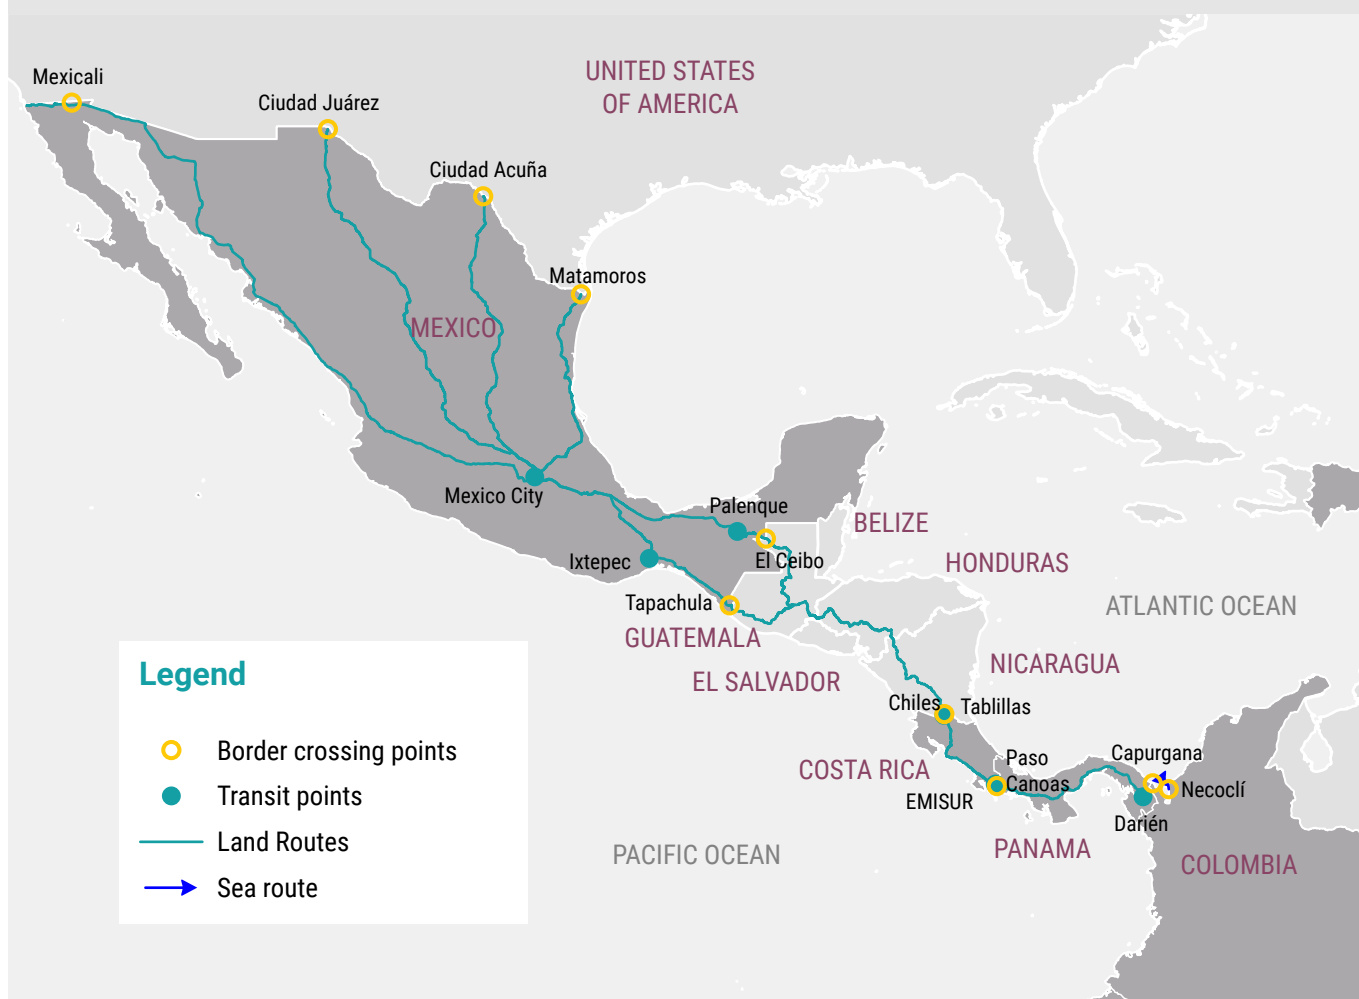 Mexicali
UNITED STATES
OF AMERICA
Ciudad Juárez
Ciudad Acuña
Matamoros
MEXICO
Mexico City
Palenque
BELIZE
El Ceibo
Ixtepec
HONDURAS
Tapachula
ATLANTIC OCEAN
GUATEMALA
NICARAGUA
EL SALVADOR
Chiles
Tablillas
Paso
Canoas
Capurgana
COSTA RICA
EMISUR
Necoclí
Darién
PANAMA
PACIFIC OCEAN
COLOMBIA
Legend
Border crossing points
Transit points
Land Routes
Sea route